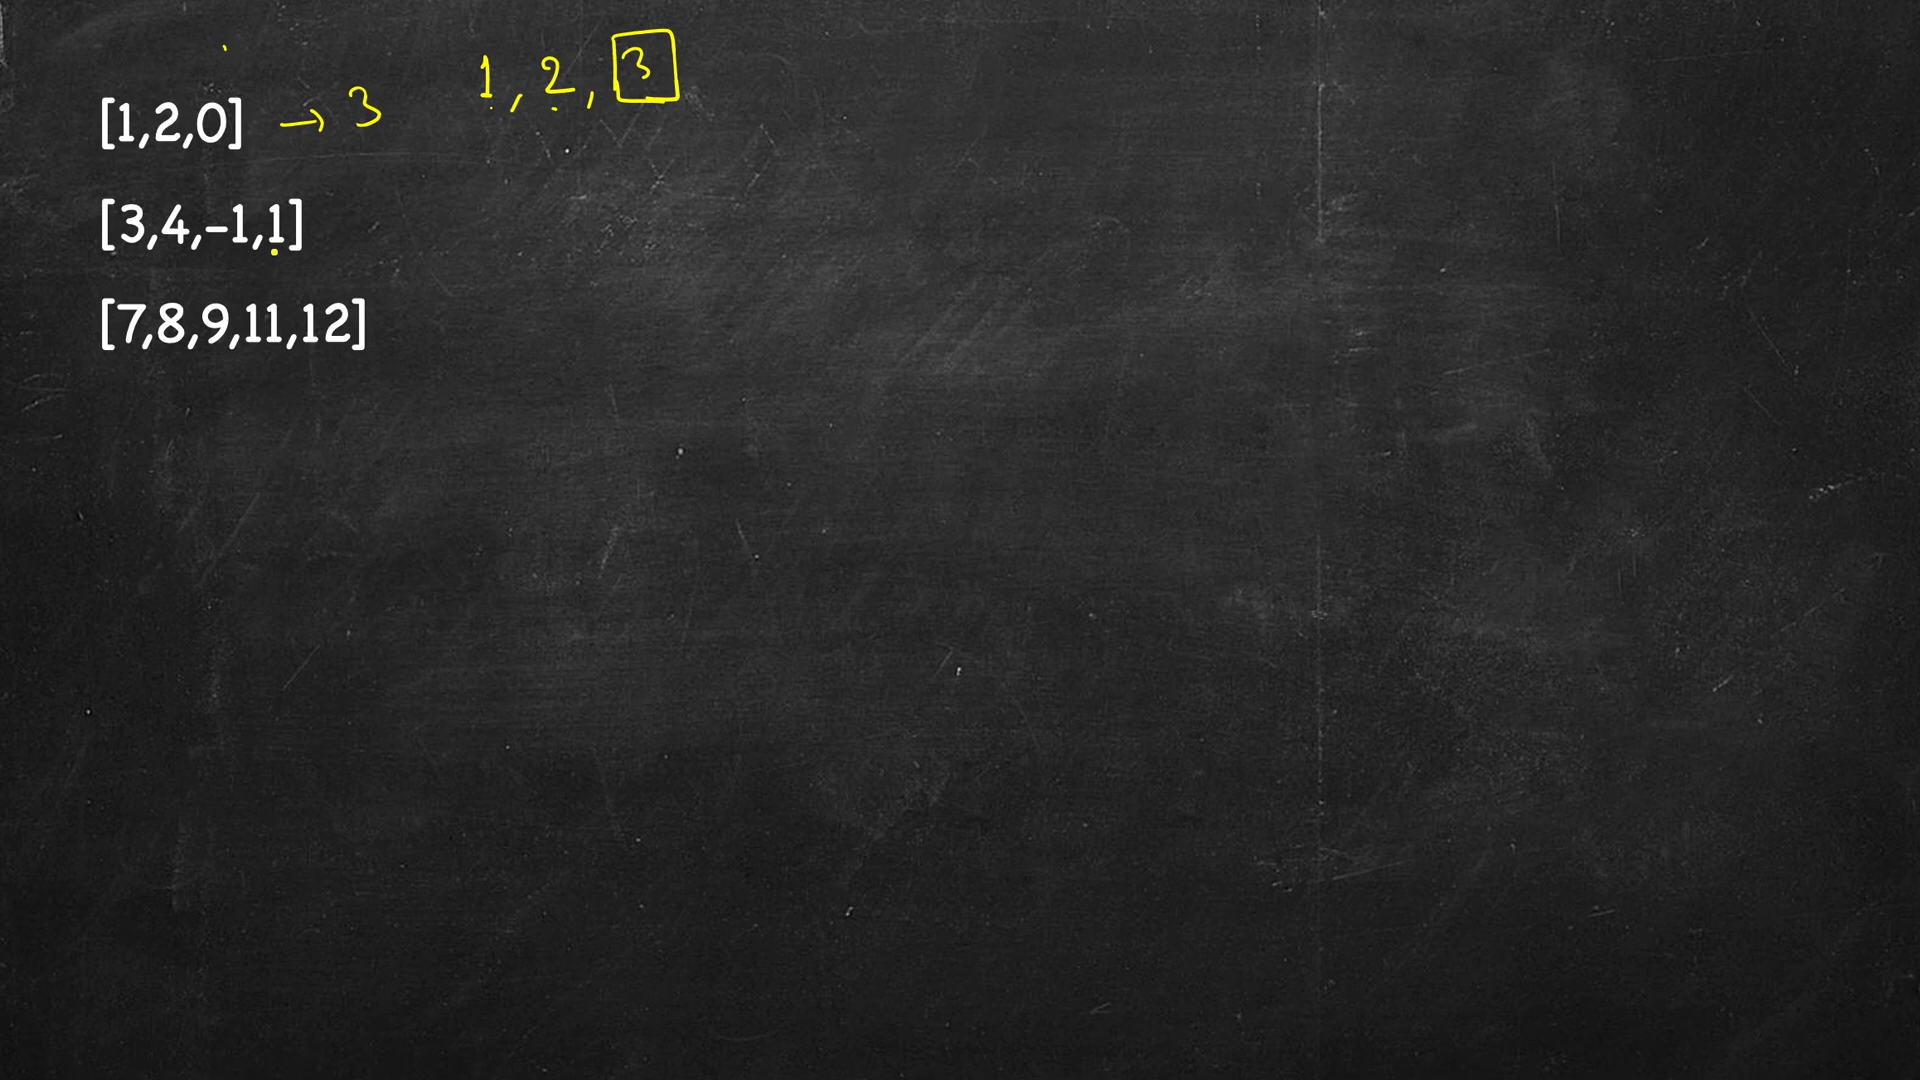 1, 2, 3
[1,2,0] → 3
[3,4,-1,1]
[7,8,9,11,12]